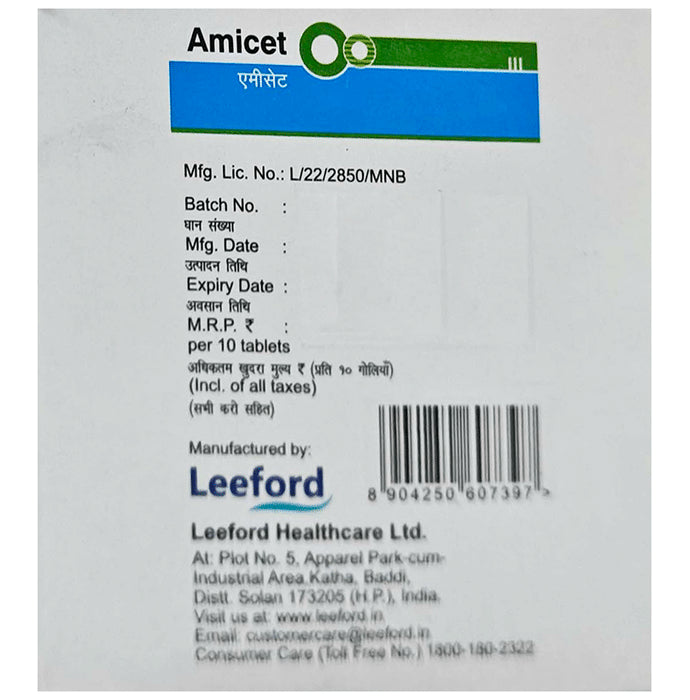 Amicet
एमीसेट
Mfg. Lic. No.: L/22/2850/MNB
Batch No. :
घान संख्या
Mfg. Date :
उत्पादन तिथि
Expiry Date :
अवसान तिथि
M.R.P. ₹ :
per 10 tablets
अधिकतम खुदरा मुल्य ₹ (प्रति १० गोलियाँ)
(Incl. of all taxes)
(सभी करो सहित)
Manufactured by:
Leeford
8 904250 607397 >
Leeford Healthcare Ltd.
At: Plot No. 5, Apparel Park-cum-
Industrial Area, Katha, Baddi,
Distt. Solan 173205 (H.P.), India.
Visit us at: www.leeford.in
Email: customercare@leeford.in
Consumer Care (Toll Free No.) 1800-180-2322